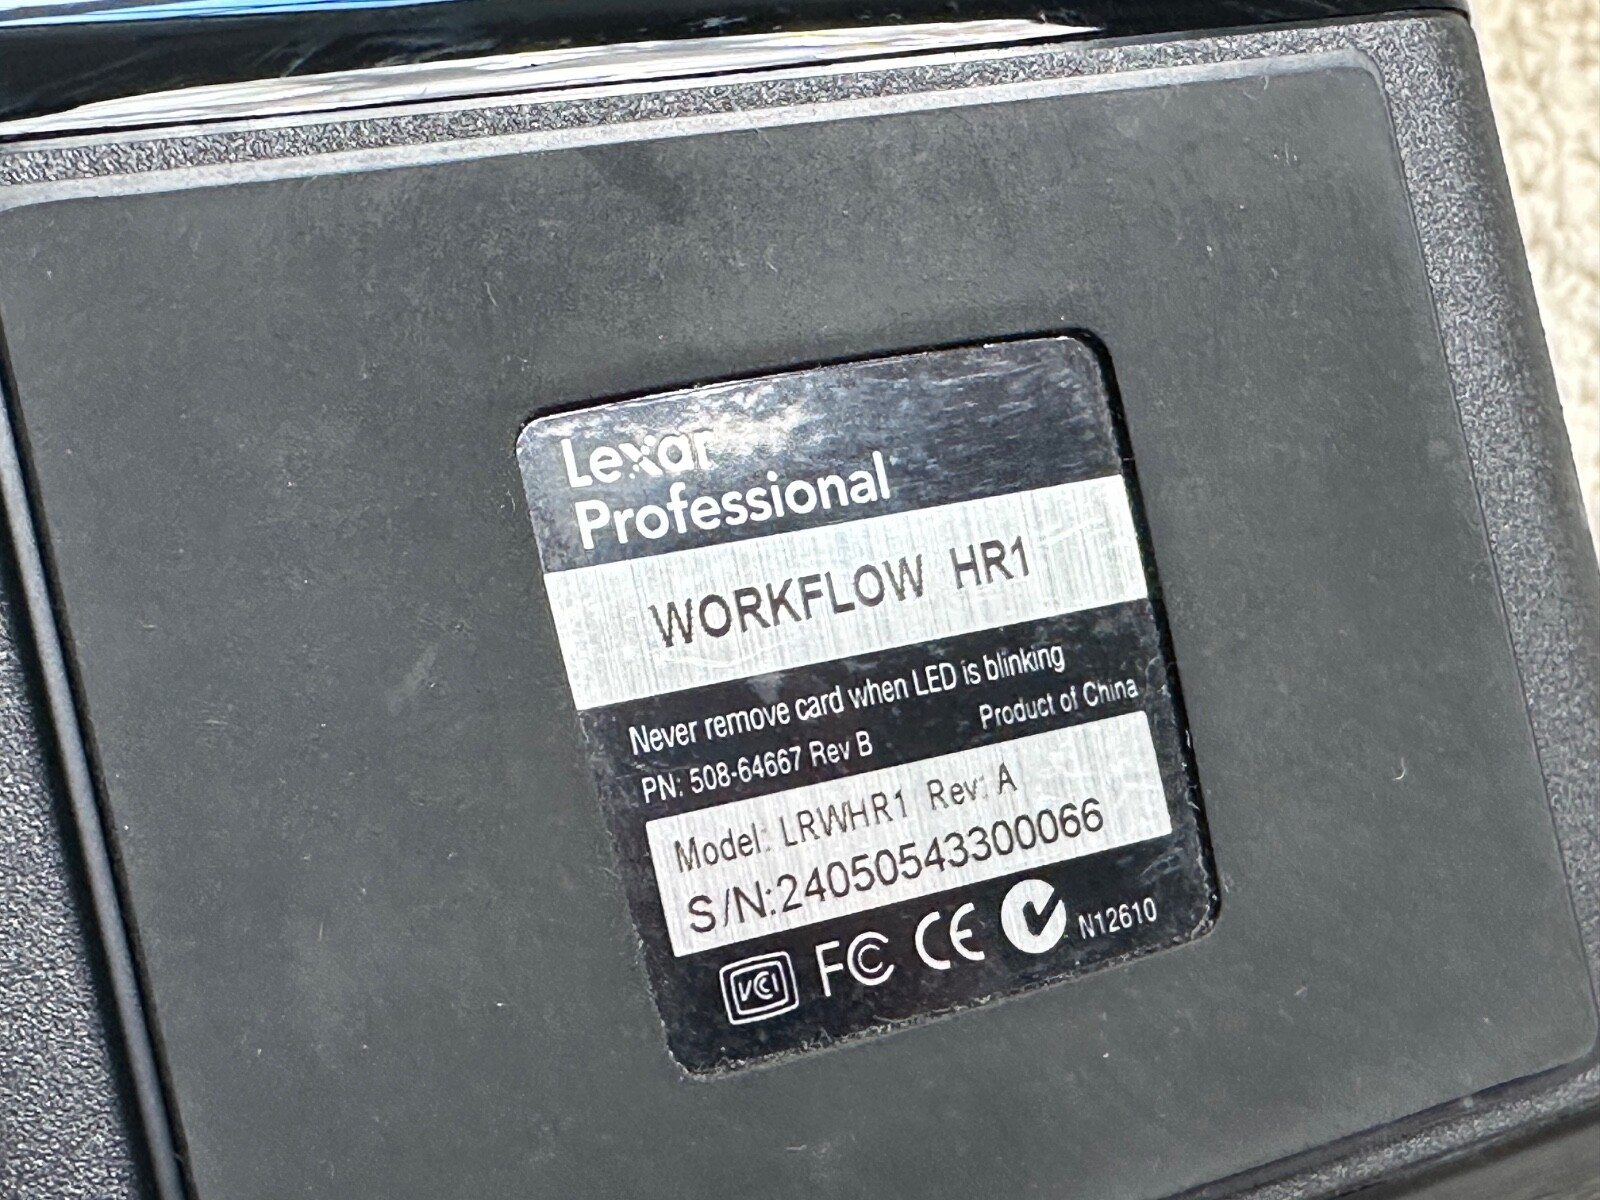 Lexar
Professional
WORKFLOW HR1
Never remove card when LED is blinking
PN: 508-64667 Rev B Product of China
Model: LRWHR1 Rev: A
S/N:24050543300066
VCI FC CE N12610